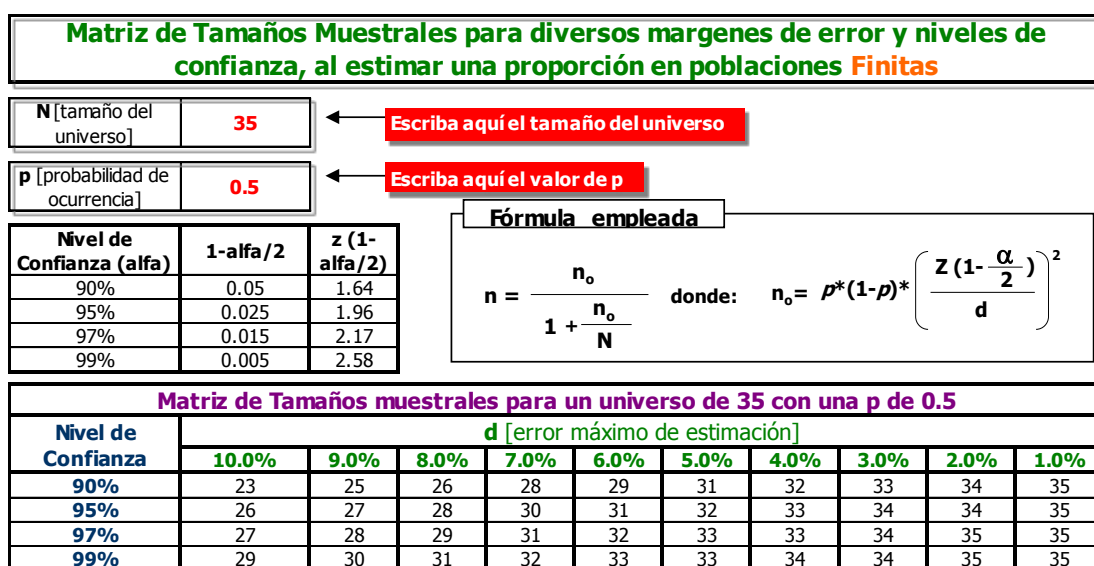 Matriz de Tamaños Muestrales para diversos margenes de error y niveles de
confianza, al estimar una proporción en poblaciones Finitas
N [tamaño del
universo]
35
Escriba aquí el tamaño del universo
p [probabilidad de
ocurrencia]
0.5
Escriba aquí el valor de p
Nivel de
Confianza (alfa)
1-alfa/2
z (1-
alfa/2)
90% 0.05 1.64
95% 0.025 1.96
97% 0.015 2.17
99% 0.005 2.58
Fórmula empleada
n = nₒ / (1 + nₒ/N) donde: nₒ= p*(1-p)* (Z (1- α/2) / d)²
Matriz de Tamaños muestrales para un universo de 35 con una p de 0.5
Nivel de
Confianza
d [error máximo de estimación]
10.0% 9.0% 8.0% 7.0% 6.0% 5.0% 4.0% 3.0% 2.0% 1.0%
90% 23 25 26 28 29 31 32 33 34 35
95% 26 27 28 30 31 32 33 34 34 35
97% 27 28 29 31 32 33 33 34 35 35
99% 29 30 31 32 33 33 34 34 35 35